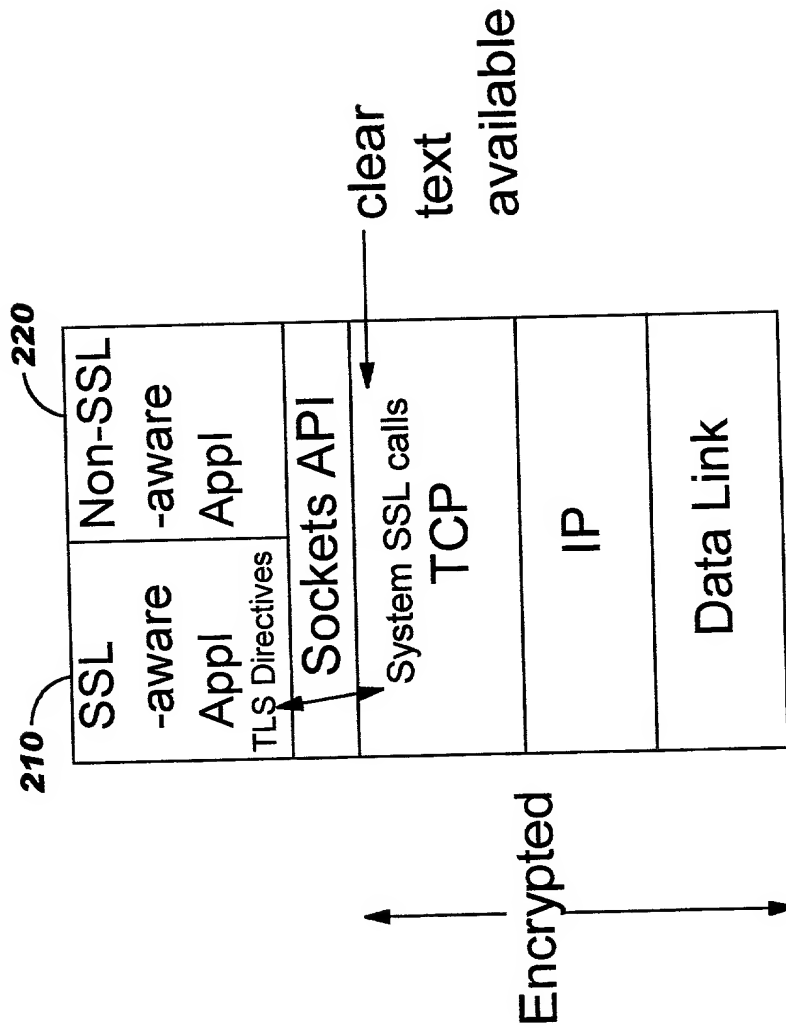 210
220
SSL
-aware
Appl
TLS Directives
Non-SSL
-aware
Appl
Sockets API
System SSL calls
TCP
IP
Data Link
clear
text
available
Encrypted